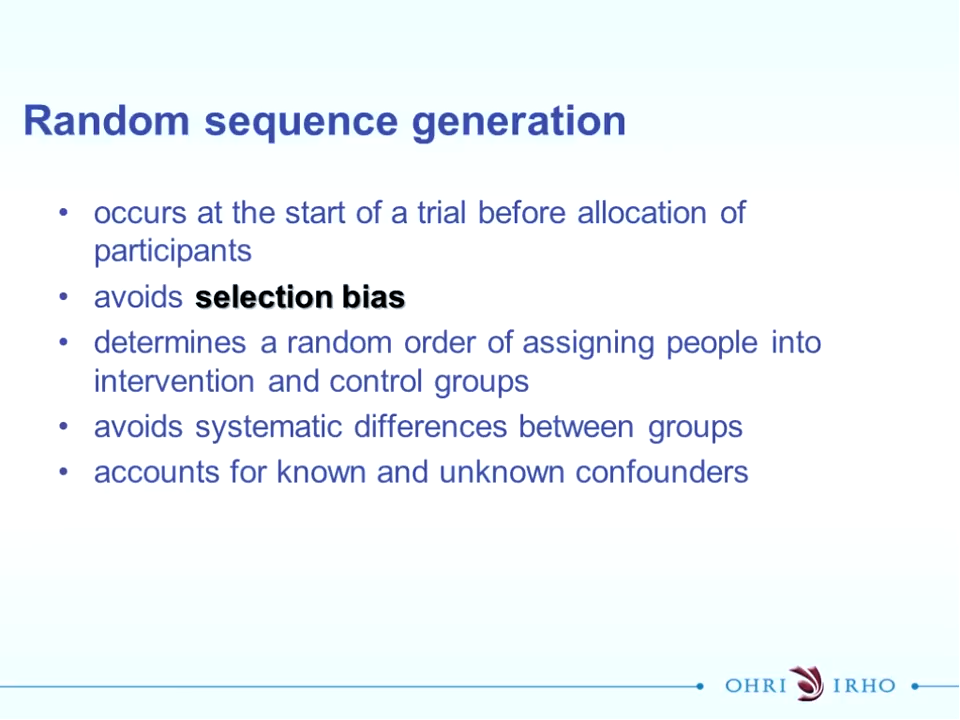 Random sequence generation
• occurs at the start of a trial before allocation of
participants
• avoids selection bias
• determines a random order of assigning people into
intervention and control groups
• avoids systematic differences between groups
• accounts for known and unknown confounders
OHRI IRHO